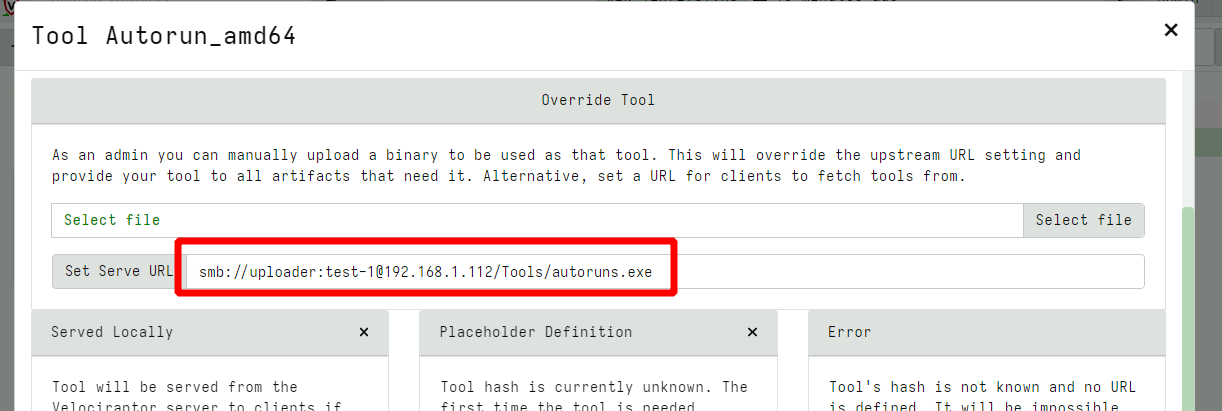 Tool Autorun_amd64
×
Override Tool
As an admin you can manually upload a binary to be used as that tool. This will override the upstream URL setting and
provide your tool to all artifacts that need it. Alternative, set a URL for clients to fetch tools from.
Select file
Select file
Set Serve URL
smb://uploader:test-1@192.168.1.112/Tools/autoruns.exe
Served Locally
×
Tool will be served from the
Velociraptor server to clients if
Placeholder Definition
×
Tool hash is currently unknown. The
first time the tool is needed
Error
Tool's hash is not known and no URL
is defined. It will be impossible